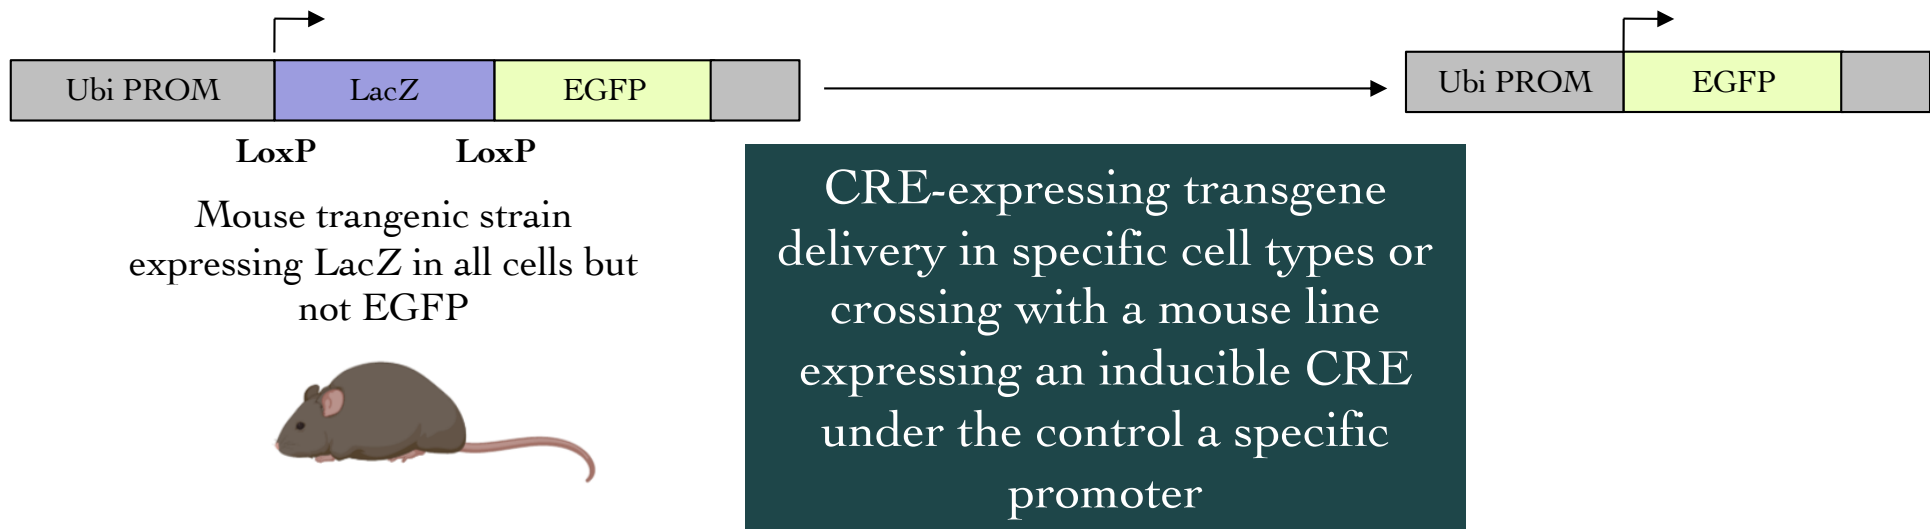 Ubi PROM LacZ EGFP
LoxP LoxP
Mouse trangenic strain
expressing LacZ in all cells but
not EGFP
CRE-expressing transgene
delivery in specific cell types or
crossing with a mouse line
expressing an inducible CRE
under the control a specific
promoter
Ubi PROM EGFP